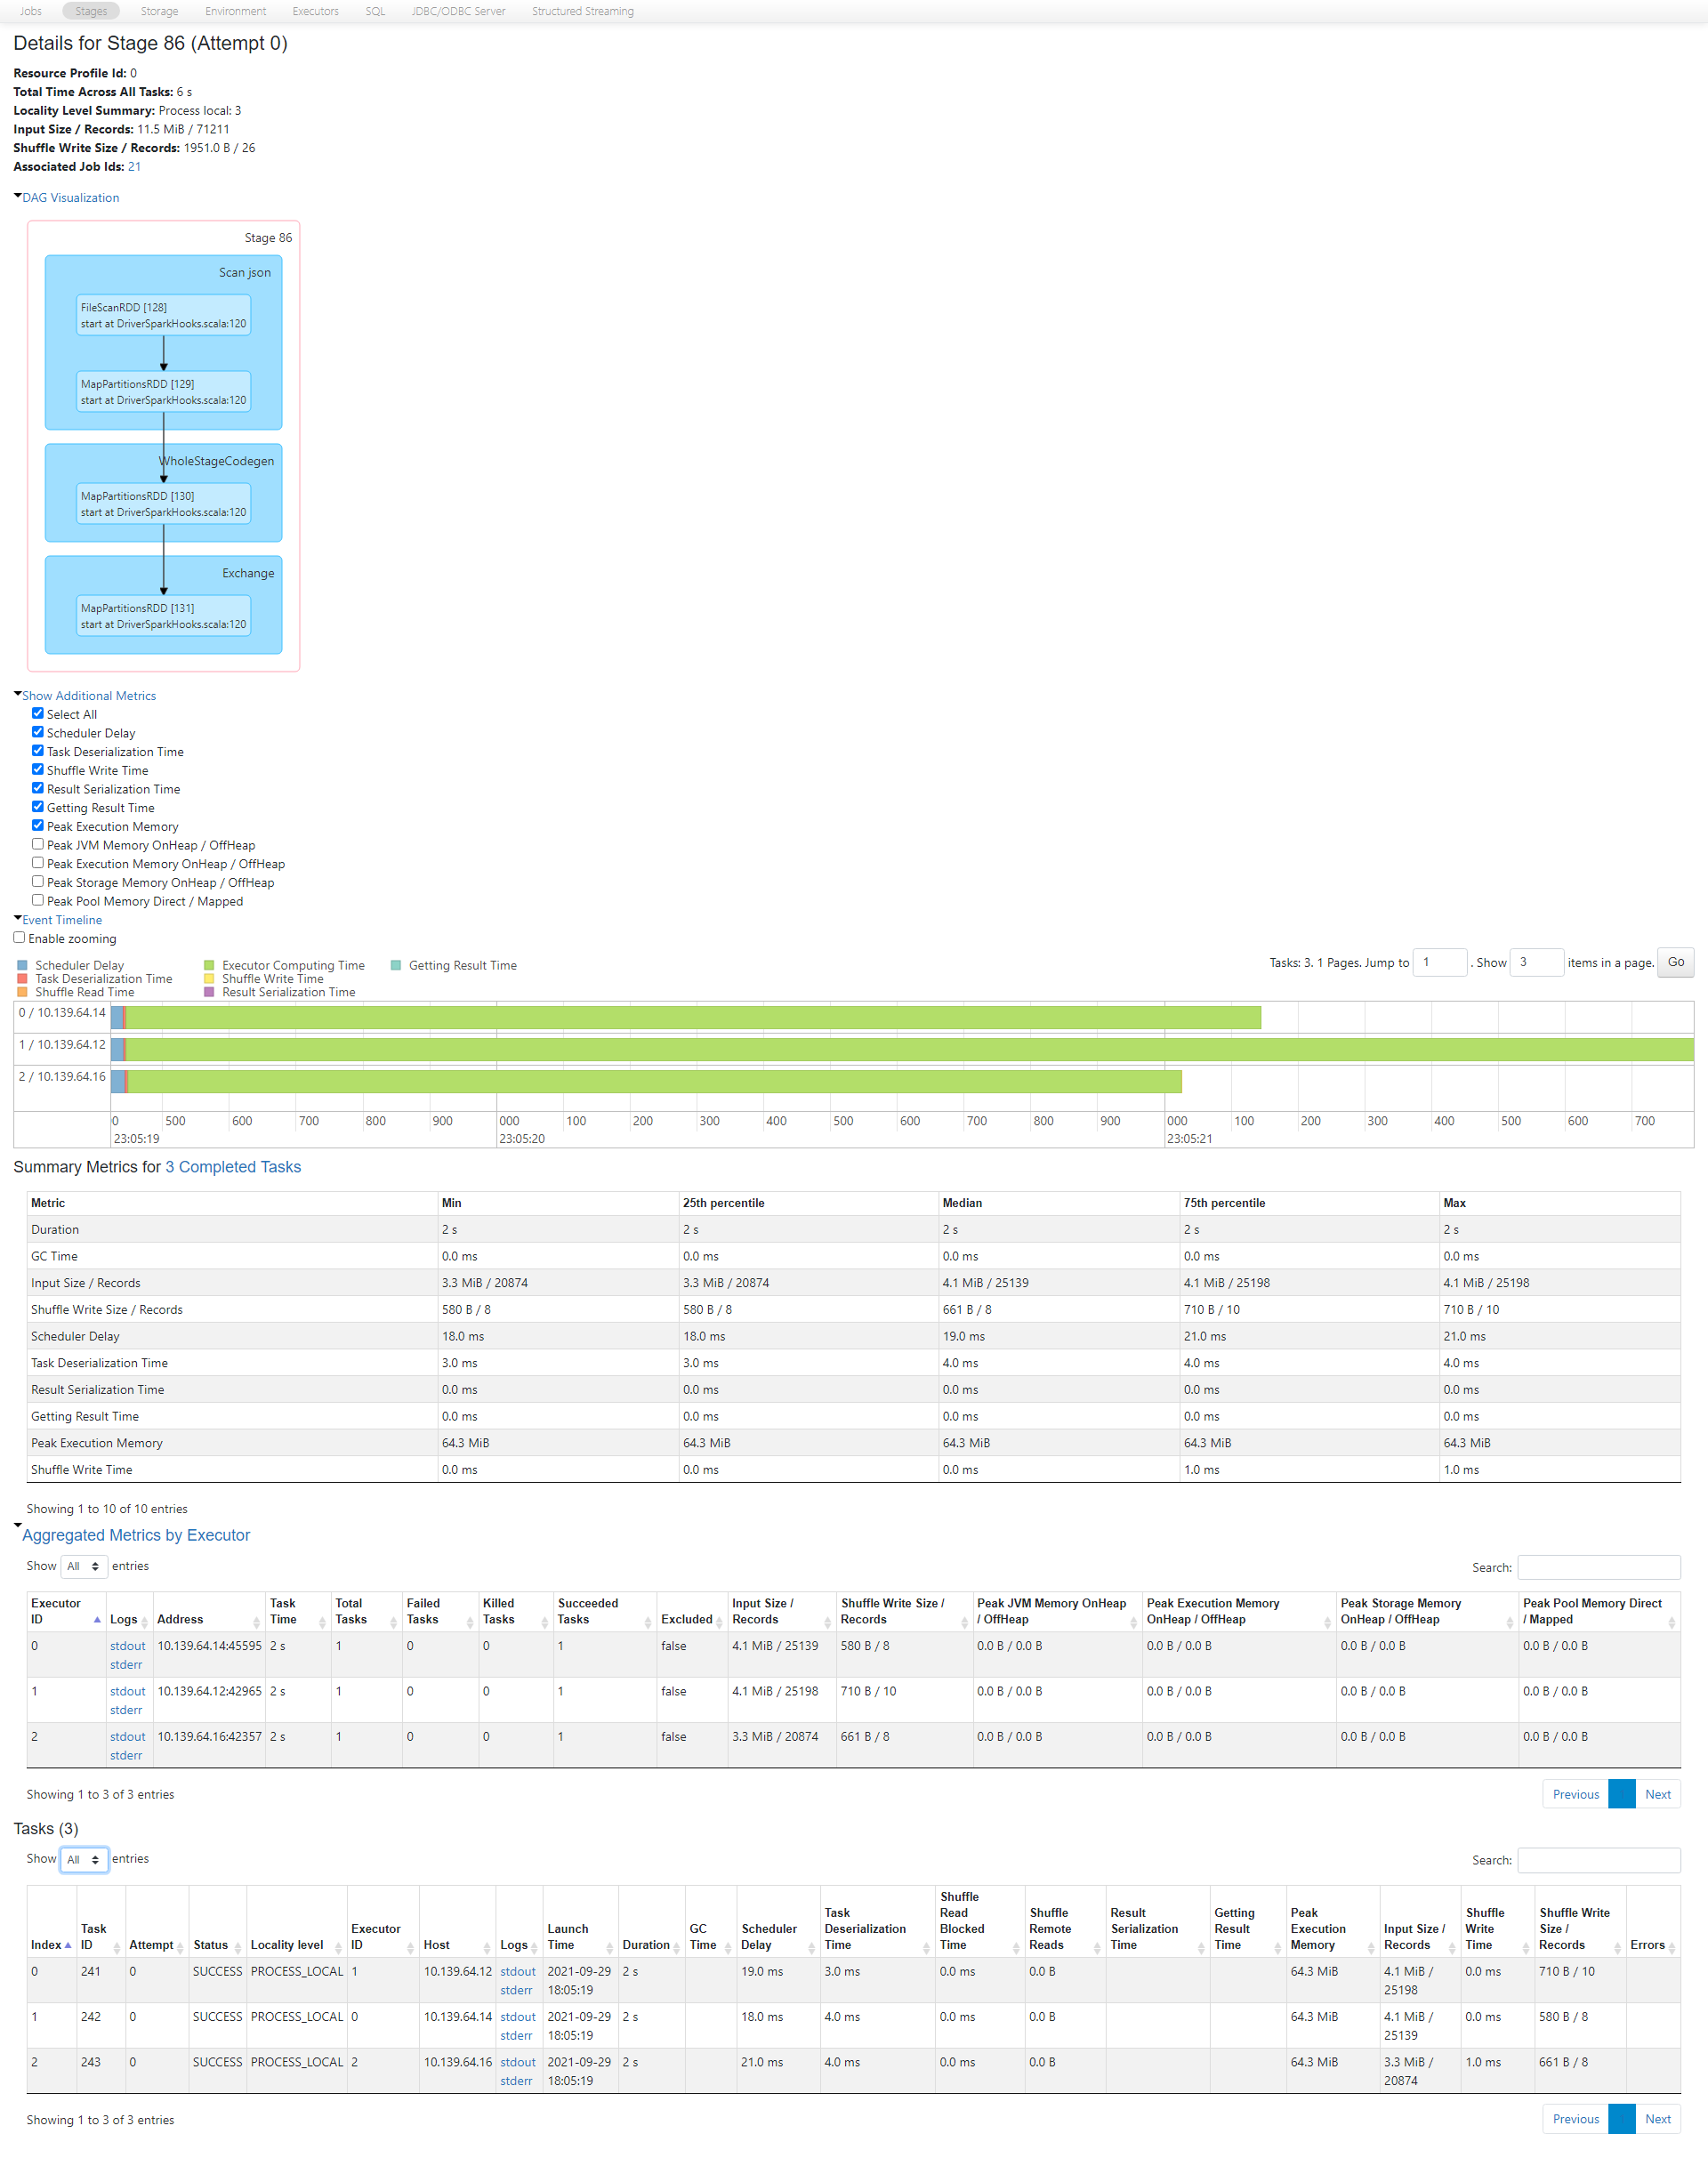 Jobs Stages Storage Environment Executors SQL JDBC/ODBC Server Structured Streaming
Details for Stage 86 (Attempt 0)
Resource Profile Id: 0
Total Time Across All Tasks: 6 s
Locality Level Summary: Process local: 3
Input Size / Records: 11.5 MiB / 71211
Shuffle Write Size / Records: 1951.0 B / 26
Associated Job Ids: 21
DAG Visualization
Stage 86
Scan json
FileScanRDD [128]
start at DriverSparkHooks.scala:120
MapPartitionsRDD [129]
start at DriverSparkHooks.scala:120
WholeStageCodegen
MapPartitionsRDD [130]
start at DriverSparkHooks.scala:120
Exchange
MapPartitionsRDD [131]
start at DriverSparkHooks.scala:120
Show Additional Metrics
Select All
Scheduler Delay
Task Deserialization Time
Shuffle Write Time
Result Serialization Time
Getting Result Time
Peak Execution Memory
Peak JVM Memory OnHeap / OffHeap
Peak Execution Memory OnHeap / OffHeap
Peak Storage Memory OnHeap / OffHeap
Peak Pool Memory Direct / Mapped
Event Timeline
Enable zooming
Tasks: 3. 1 Pages. Jump to 1 . Show 3 items in a page. Go
Scheduler Delay Executor Computing Time Getting Result Time
Task Deserialization Time Shuffle Write Time
Shuffle Read Time Result Serialization Time
0 / 10.139.64.14
1 / 10.139.64.12
2 / 10.139.64.16
0 500 600 700 800 900 000 100 200 300 400 500 600 700 800 900 000 100 200 300 400 500 600 700
23:05:19 23:05:20 23:05:21
Summary Metrics for 3 Completed Tasks
Metric Min 25th percentile Median 75th percentile Max
Duration 2 s 2 s 2 s 2 s 2 s
GC Time 0.0 ms 0.0 ms 0.0 ms 0.0 ms 0.0 ms
Input Size / Records 3.3 MiB / 20874 3.3 MiB / 20874 4.1 MiB / 25139 4.1 MiB / 25198 4.1 MiB / 25198
Shuffle Write Size / Records 580 B / 8 580 B / 8 661 B / 8 710 B / 10 710 B / 10
Scheduler Delay 18.0 ms 18.0 ms 19.0 ms 21.0 ms 21.0 ms
Task Deserialization Time 3.0 ms 3.0 ms 4.0 ms 4.0 ms 4.0 ms
Result Serialization Time 0.0 ms 0.0 ms 0.0 ms 0.0 ms 0.0 ms
Getting Result Time 0.0 ms 0.0 ms 0.0 ms 0.0 ms 0.0 ms
Peak Execution Memory 64.3 MiB 64.3 MiB 64.3 MiB 64.3 MiB 64.3 MiB
Shuffle Write Time 0.0 ms 0.0 ms 0.0 ms 1.0 ms 1.0 ms
Showing 1 to 10 of 10 entries
Aggregated Metrics by Executor
Show All entries Search:
Executor Task Total Failed Killed Succeeded Input Size / Shuffle Write Size / Peak JVM Memory OnHeap Peak Execution Memory Peak Storage Memory Peak Pool Memory Direct
ID Logs Address Time Tasks Tasks Tasks Tasks Excluded Records Records / OffHeap OnHeap / OffHeap OnHeap / OffHeap / Mapped
0 stdout 10.139.64.14:45595 2 s 1 0 0 1 false 4.1 MiB / 25139 580 B / 8 0.0 B / 0.0 B 0.0 B / 0.0 B 0.0 B / 0.0 B 0.0 B / 0.0 B
stderr
1 stdout 10.139.64.12:42965 2 s 1 0 0 1 false 4.1 MiB / 25198 710 B / 10 0.0 B / 0.0 B 0.0 B / 0.0 B 0.0 B / 0.0 B 0.0 B / 0.0 B
stderr
2 stdout 10.139.64.16:42357 2 s 1 0 0 1 false 3.3 MiB / 20874 661 B / 8 0.0 B / 0.0 B 0.0 B / 0.0 B 0.0 B / 0.0 B 0.0 B / 0.0 B
stderr
Showing 1 to 3 of 3 entries Previous Next
Tasks (3)
Show All entries Search:
Shuffle
Task Read Shuffle Result Getting Peak Shuffle Shuffle Write
Task Executor Launch GC Scheduler Deserialization Blocked Remote Serialization Result Execution Input Size / Write Size /
Index ID Attempt Status Locality level ID Host Logs Time Duration Time Delay Time Time Reads Time Time Memory Records Time Records Errors
0 241 0 SUCCESS PROCESS_LOCAL 1 10.139.64.12 stdout 2021-09-29 2 s 19.0 ms 3.0 ms 0.0 ms 0.0 B 64.3 MiB 4.1 MiB / 0.0 ms 710 B / 10
stderr 18:05:19 25198
1 242 0 SUCCESS PROCESS_LOCAL 0 10.139.64.14 stdout 2021-09-29 2 s 18.0 ms 4.0 ms 0.0 ms 0.0 B 64.3 MiB 4.1 MiB / 0.0 ms 580 B / 8
stderr 18:05:19 25139
2 243 0 SUCCESS PROCESS_LOCAL 2 10.139.64.16 stdout 2021-09-29 2 s 21.0 ms 4.0 ms 0.0 ms 0.0 B 64.3 MiB 3.3 MiB / 1.0 ms 661 B / 8
stderr 18:05:19 20874
Showing 1 to 3 of 3 entries Previous Next